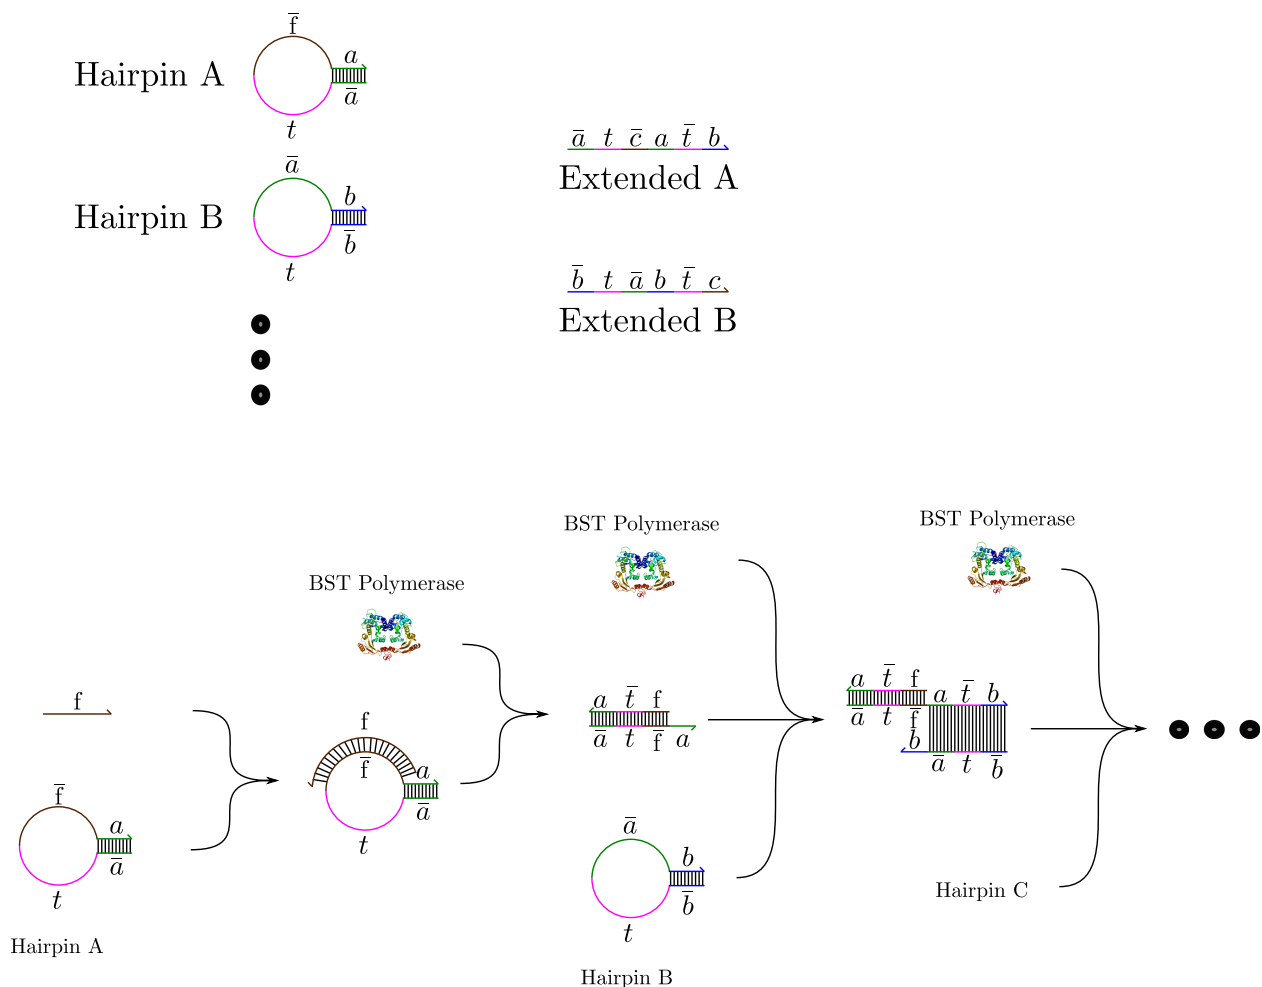 f̅
a
Hairpin A
a̅
t
a̅
b
Hairpin B
b̅
t
a̅ t c̅ a t̅ b
Extended A
b̅ t a̅ b t̅ c
Extended B
BST Polymerase
BST Polymerase
BST Polymerase
f
f̅
a
a̅
t
Hairpin A
f
f̅
a
a̅
t
a t̅ f
a̅ t f̅ a
a̅
b
b̅
t
Hairpin B
a t̅ f
a̅ t f̅
a t̅ b
b
a̅ t b̅
Hairpin C